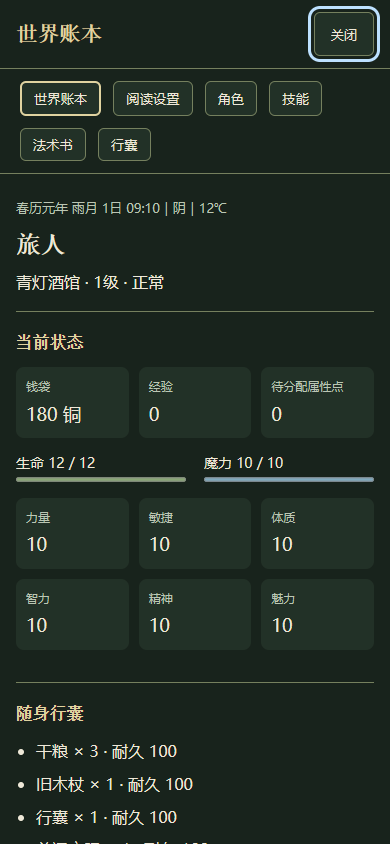 世界账本
关闭
世界账本 阅读设置 角色 技能
法术书 行囊
春历元年 雨月 1日 09:10 | 阴 | 12℃
旅人
青灯酒馆 · 1级 · 正常
当前状态
钱袋 经验 待分配属性点
180 铜 0 0
生命 12 / 12 魔力 10 / 10
力量 敏捷 体质
10 10 10
智力 精神 魅力
10 10 10
随身行囊
干粮 × 3 · 耐久 100
旧木杖 × 1 · 耐久 100
行囊 × 1 · 耐久 100